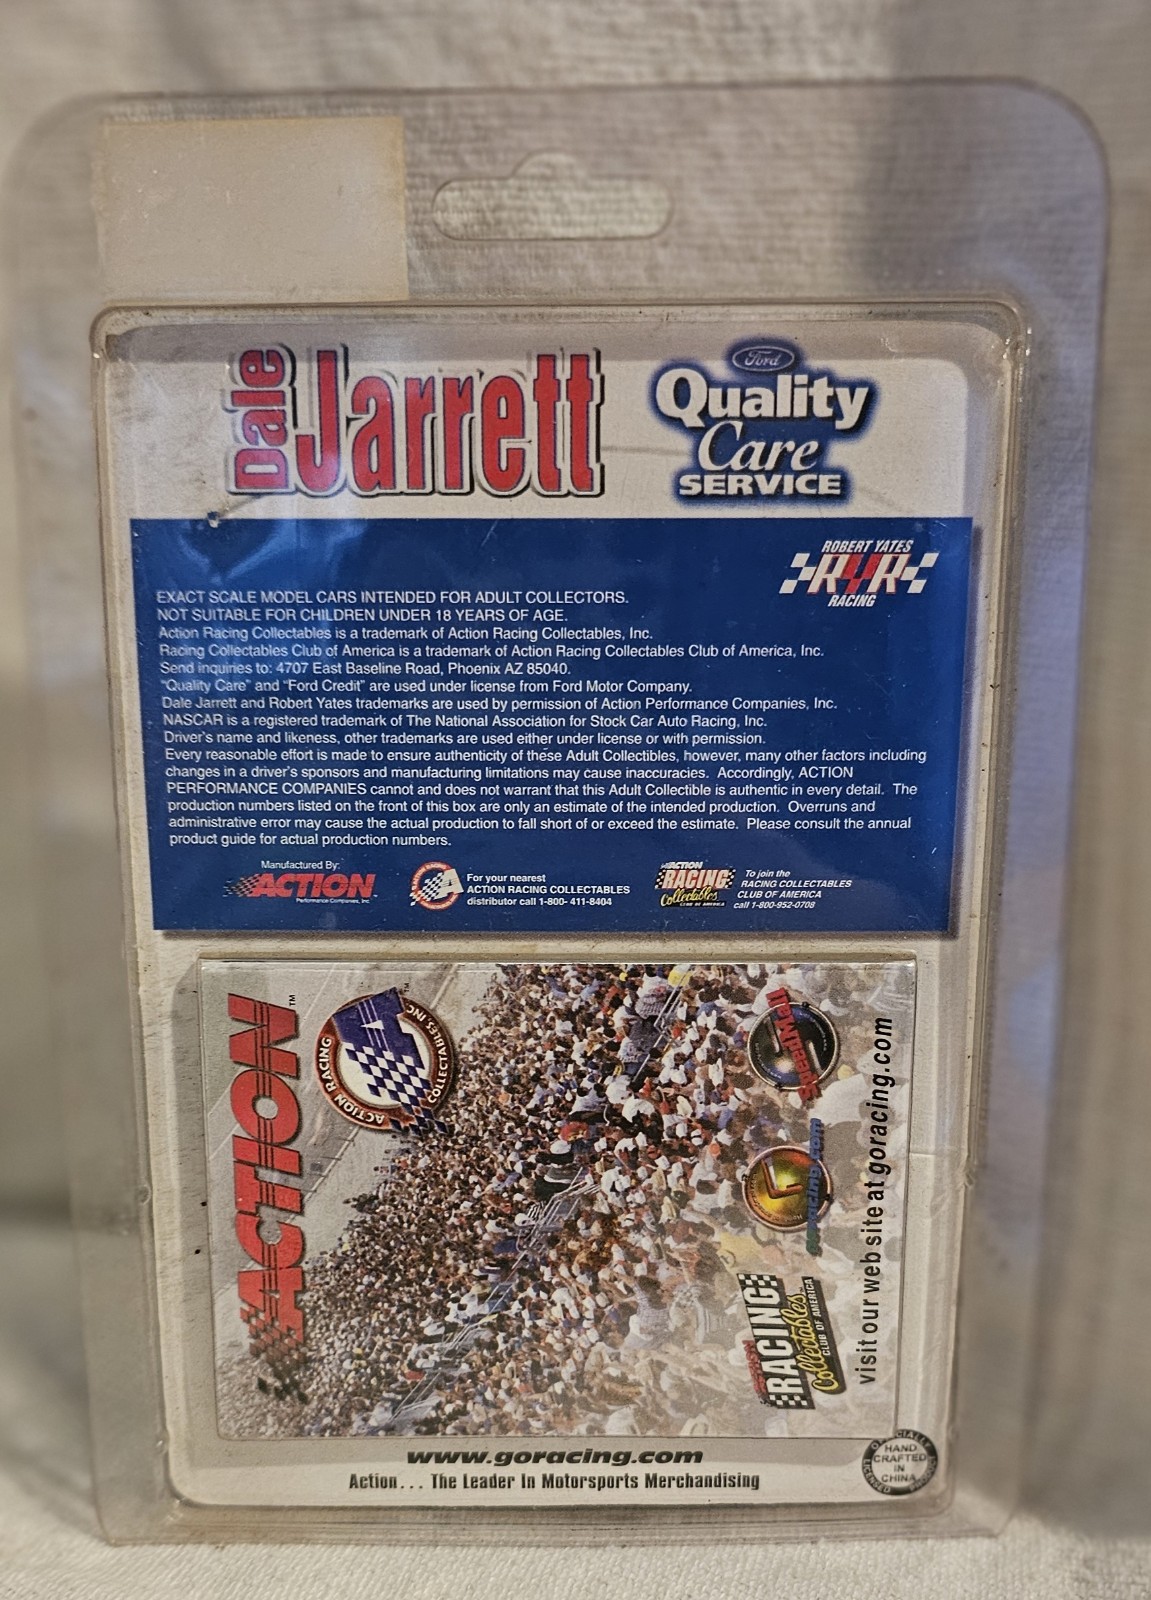 Dale Jarrett
Ford
Quality
Care
SERVICE
ROBERT YATES
RYR
RACING
EXACT SCALE MODEL CARS INTENDED FOR ADULT COLLECTORS.
NOT SUITABLE FOR CHILDREN UNDER 18 YEARS OF AGE.
Action Racing Collectables is a trademark of Action Racing Collectables, Inc.
Racing Collectables Club of America is a trademark of Action Racing Collectables Club of America, Inc.
Send inquiries to: 4707 East Baseline Road, Phoenix AZ 85040.
"Quality Care" and "Ford Credit" are used under license from Ford Motor Company.
Dale Jarrett and Robert Yates trademarks are used by permission of Action Performance Companies, Inc.
NASCAR is a registered trademark of The National Association for Stock Car Auto Racing, Inc.
Driver's name and likeness, other trademarks are used either under license or with permission.
Every reasonable effort is made to ensure authenticity of these Adult Collectibles, however, many other factors including
changes in a driver's sponsors and manufacturing limitations may cause inaccuracies. Accordingly, ACTION
PERFORMANCE COMPANIES cannot and does not warrant that this Adult Collectible is authentic in every detail. The
production numbers listed on the front of this box are only an estimate of the intended production. Overruns and
administrative error may cause the actual production to fall short of or exceed the estimate. Please consult the annual
product guide for actual production numbers.
Manufactured By:
ACTION
Performance Companies, Inc.
For your nearest
ACTION RACING COLLECTABLES
distributor call 1-800- 411-8404
ACTION
RACING
Collectables
CLUB OF AMERICA
To join the
RACING COLLECTABLES
CLUB OF AMERICA
call 1-800-952-0708
ACTION™
ACTION RACING COLLECTABLES INC
SpeedMall
goracing.com
RACING
Collectables
CLUB OF AMERICA
visit our web site at goracing.com
www.goracing.com
Action... The Leader In Motorsports Merchandising
OFFICIALLY LICENSED PRODUCT
HAND
CRAFTED
IN
CHINA